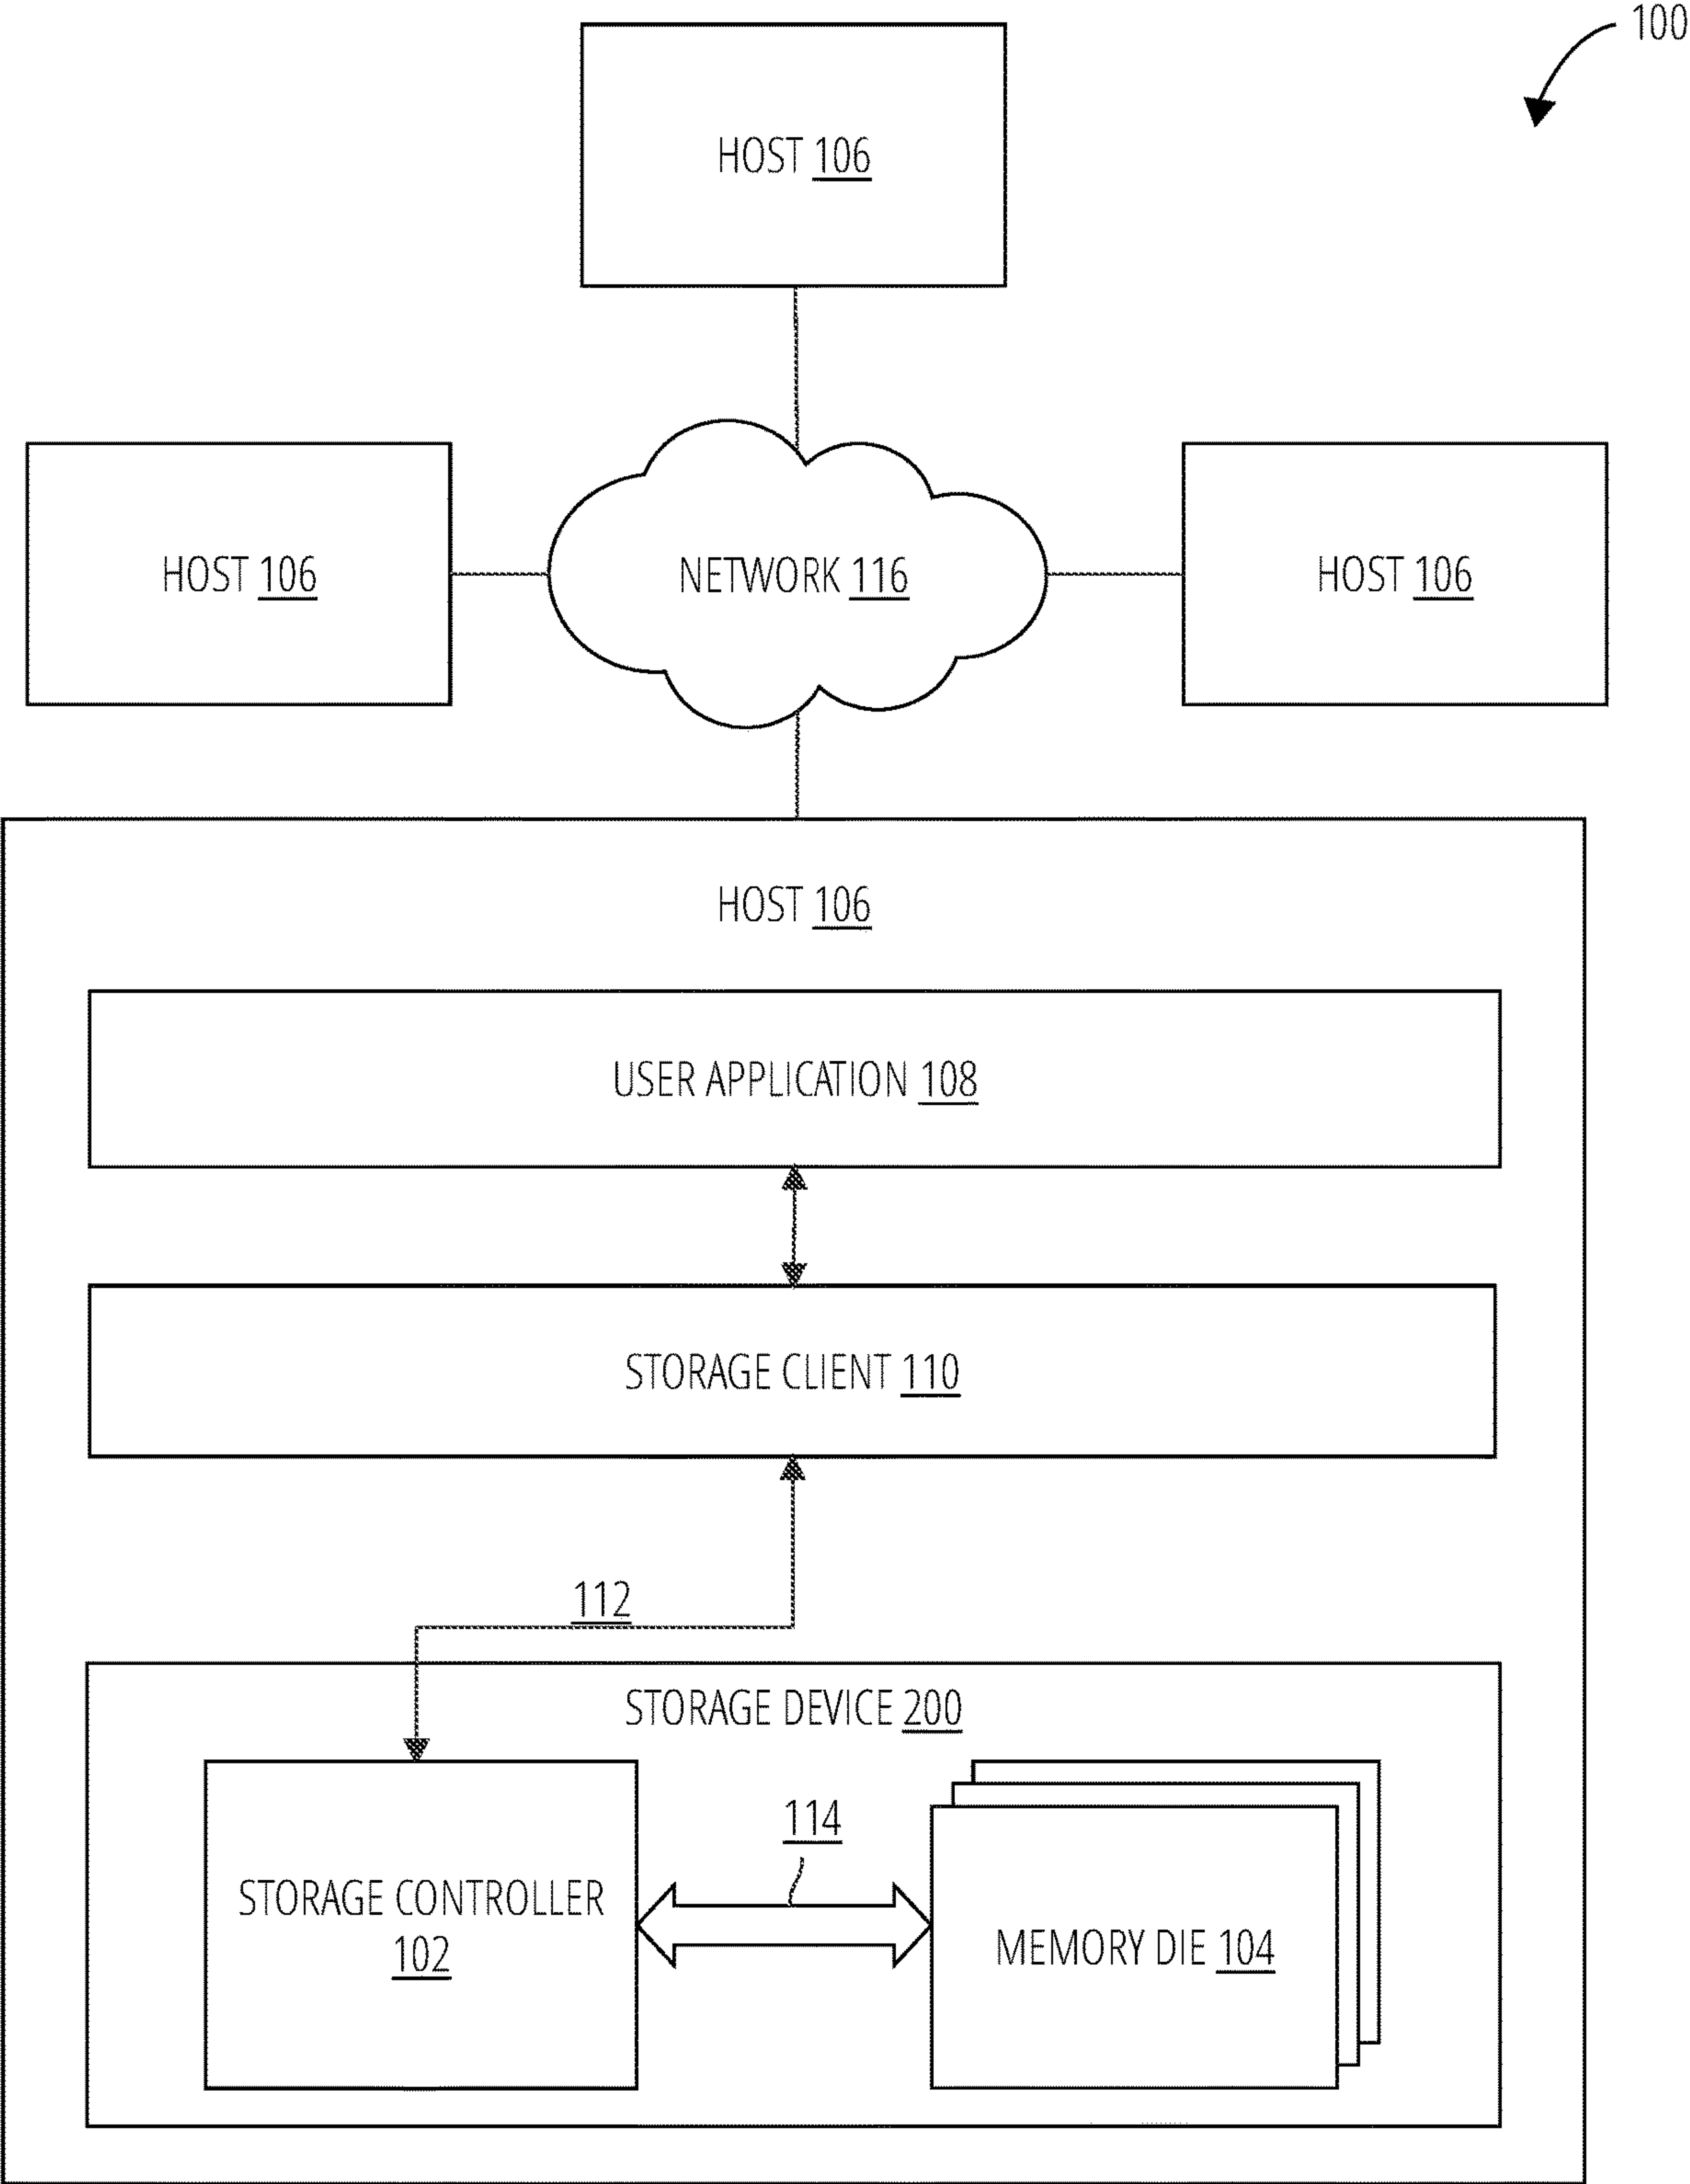 100
HOST 106
HOST 106
NETWORK 116
HOST 106
HOST 106
USER APPLICATION 108
STORAGE CLIENT 110
112
STORAGE DEVICE 200
114
STORAGE CONTROLLER
102
MEMORY DIE 104